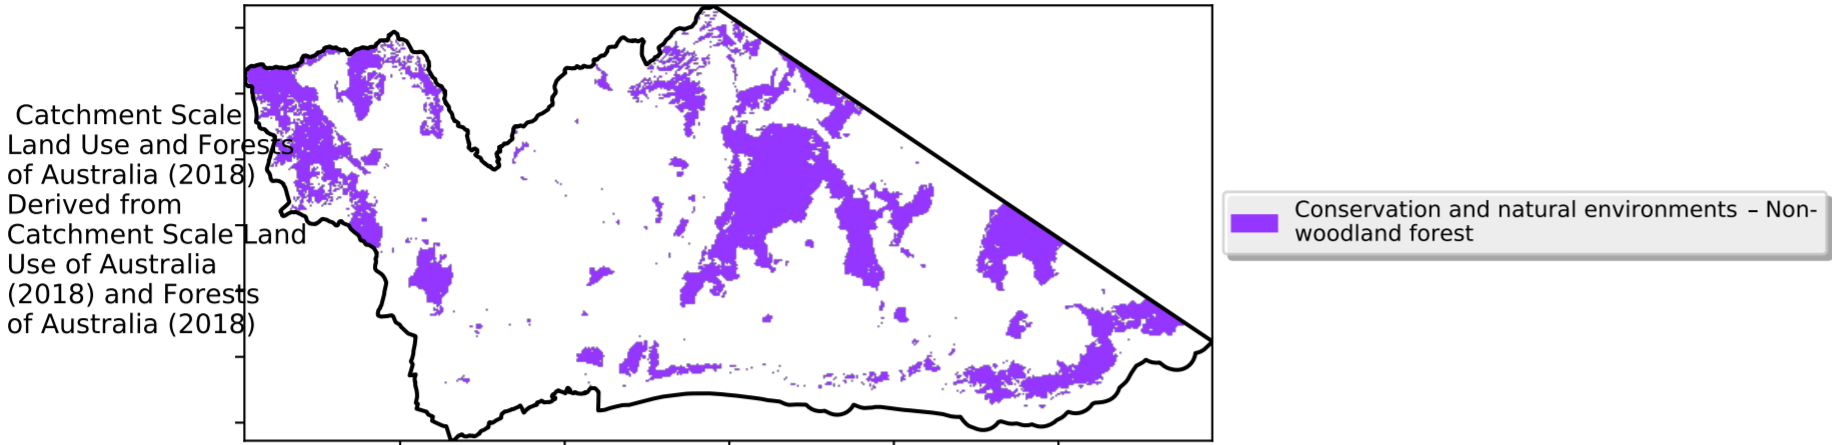 Catchment Scale
Land Use and Forests
of Australia (2018)
Derived from
Catchment Scale Land
Use of Australia
(2018) and Forests
of Australia (2018)
Conservation and natural environments – Non-
woodland forest